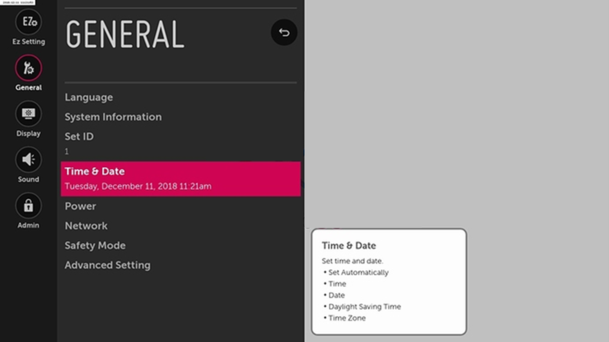 EZ
Ez Setting
General
Display
Sound
Admin
GENERAL
Language
System Information
Set ID
1
Time & Date
Tuesday, December 11, 2018 11:21am
Power
Network
Safety Mode
Advanced Setting
Time & Date
Set time and date.
• Set Automatically
• Time
• Date
• Daylight Saving Time
• Time Zone